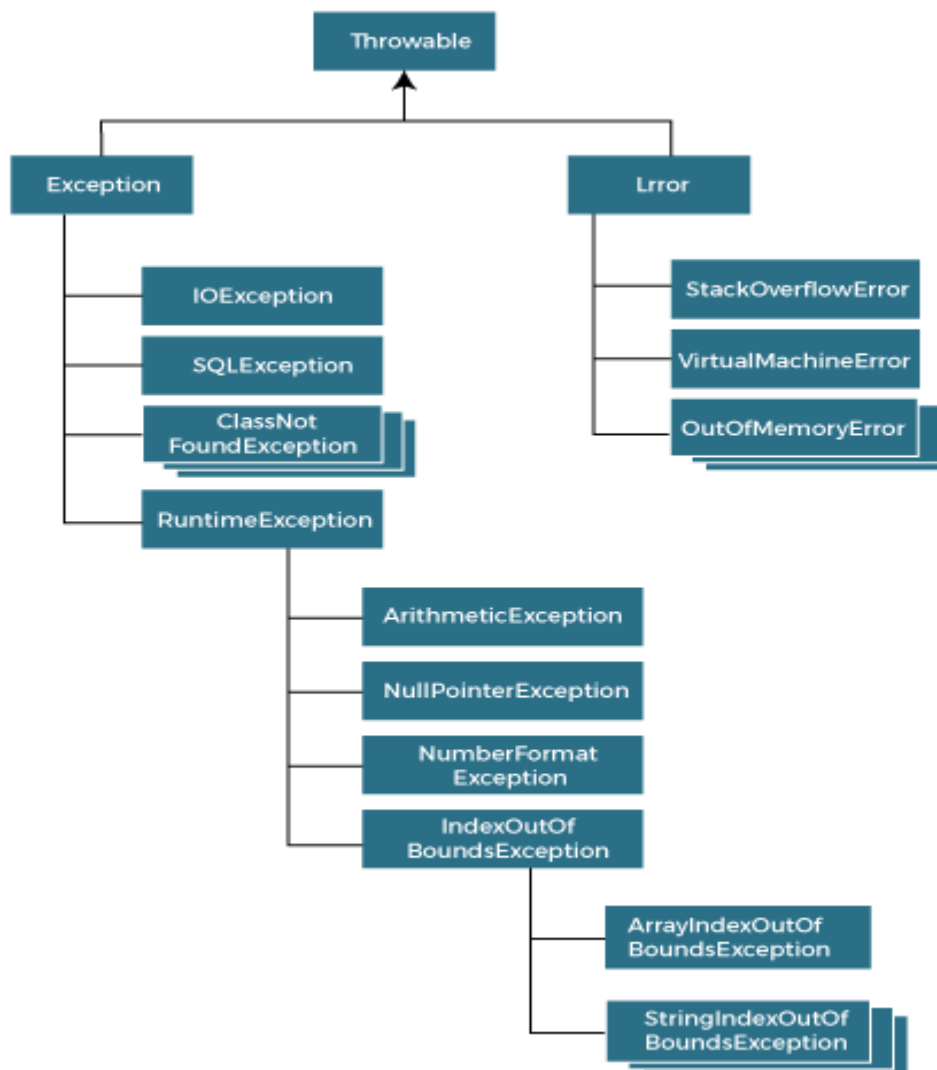 Throwable
Exception
Lrror
IOException
SQLException
ClassNot
FoundException
RuntimeException
StackOverflowError
VirtualMachineError
OutOfMemoryError
ArithmeticException
NullPointerException
NumberFormat
Exception
IndexOutOf
BoundsException
ArrayIndexOutOf
BoundsException
StringIndexOutOf
BoundsException